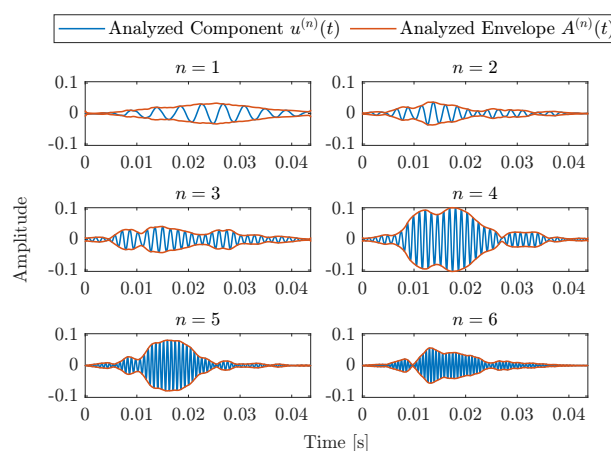 Analyzed Component u^(n)(t) Analyzed Envelope A^(n)(t)
n = 1 n = 2
0.1 0.1
0 0
-0.1 -0.1
0 0.01 0.02 0.03 0.04 0 0.01 0.02 0.03 0.04
n = 3 n = 4
0.1 0.1
0 0
-0.1 -0.1
0 0.01 0.02 0.03 0.04 0 0.01 0.02 0.03 0.04
Amplitude
n = 5 n = 6
0.1 0.1
0 0
-0.1 -0.1
0 0.01 0.02 0.03 0.04 0 0.01 0.02 0.03 0.04
Time [s]